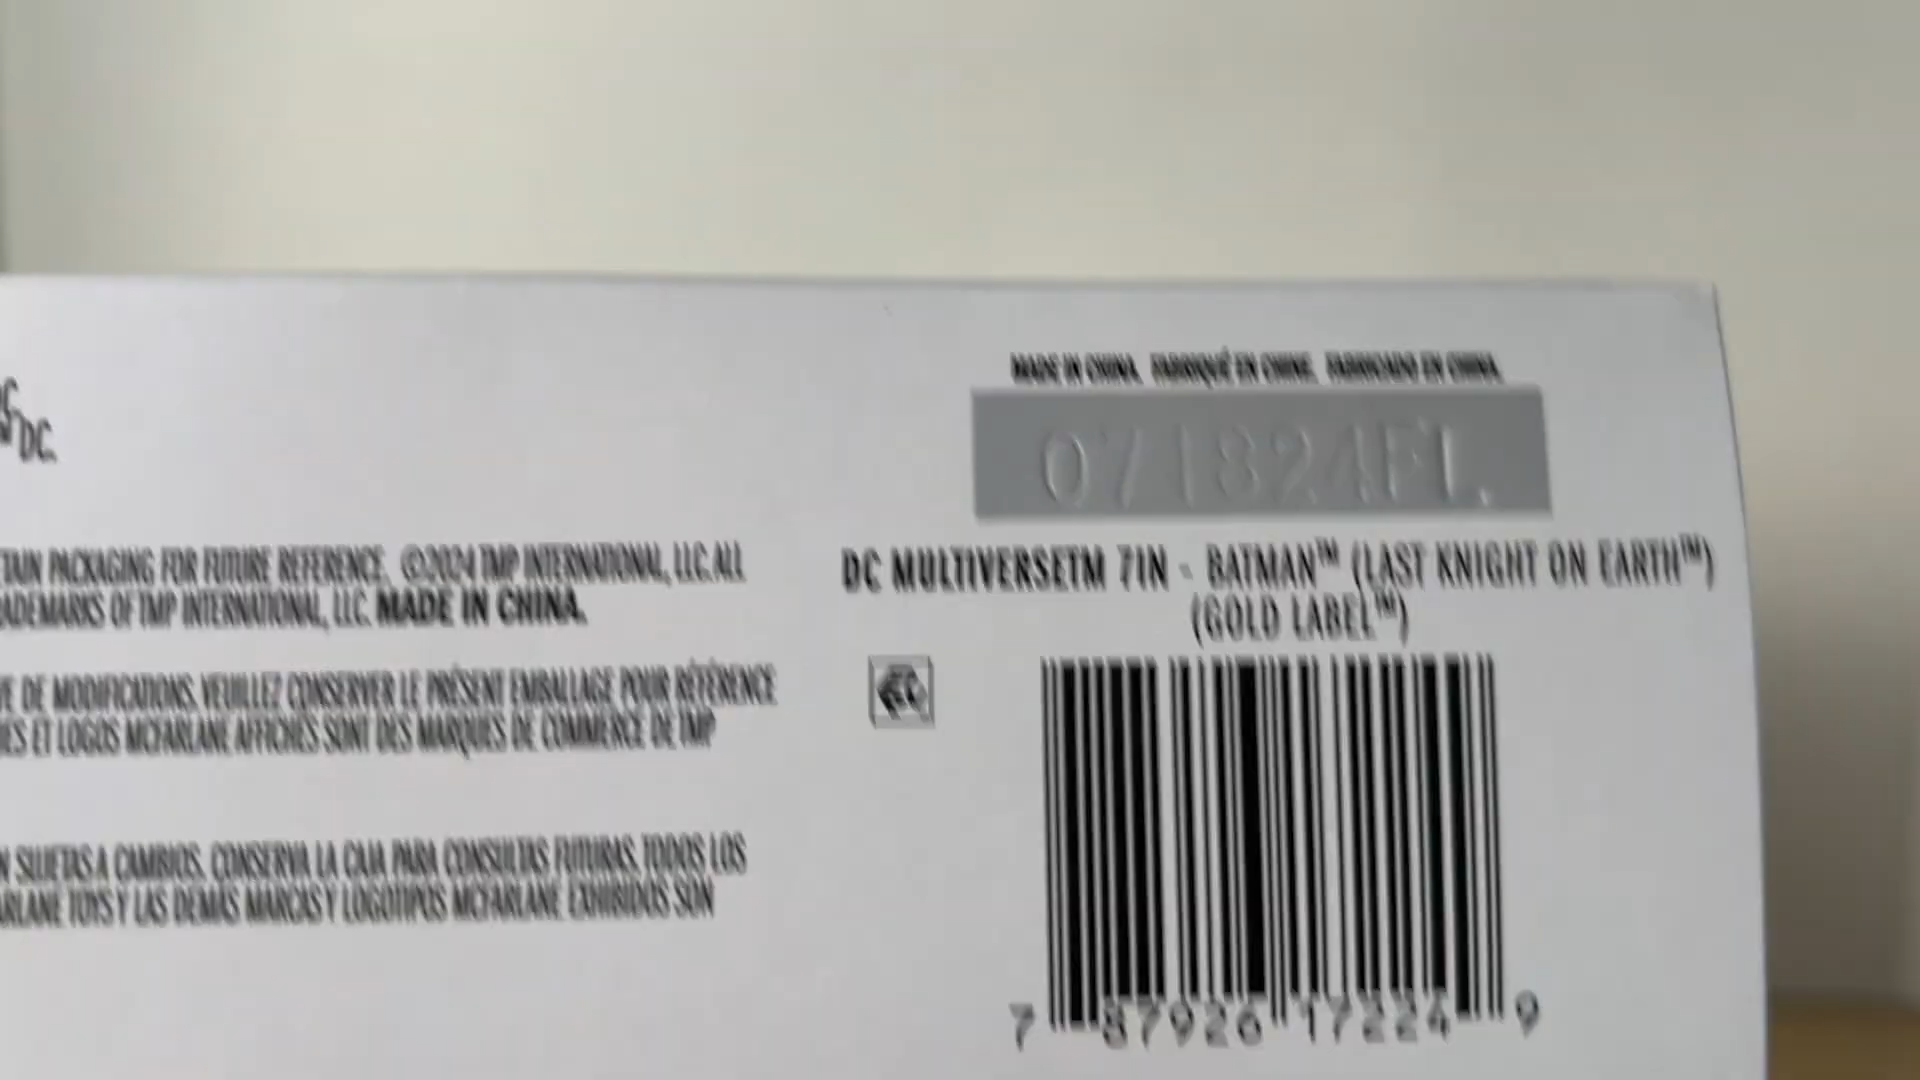 DC.
MADE IN CHINA. FABRIQUÉ EN CHINE. FABRICADO EN CHINA.
071824FL.
TAIN PACKAGING FOR FUTURE REFERENCE. ©2024 TMP INTERNATIONAL, LLC. ALL
ADEMARKS OF TMP INTERNATIONAL, LLC. MADE IN CHINA.
VE DE MODIFICATIONS. VEUILLEZ CONSERVER LE PRÉSENT EMBALLAGE POUR RÉFÉRENCE
ES ET LOGOS MCFARLANE AFFICHÉS SONT DES MARQUES DE COMMERCE DE TMP
N SUJETAS A CAMBIOS. CONSERVA LA CAJA PARA CONSULTAS FUTURAS. TODOS LOS
ARLANE TOYS Y LAS DEMÁS MARCAS Y LOGOTIPOS MCFARLANE EXHIBIDOS SON
DC MULTIVERSETM 7IN - BATMAN™ (LAST KNIGHT ON EARTH™)
(GOLD LABEL™)
7 87926 17224 9